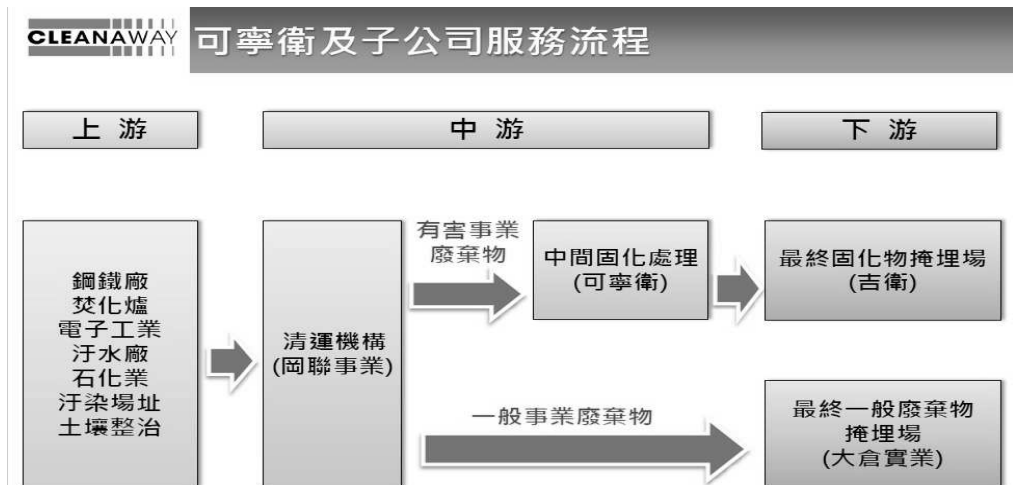 CLEANAWAY 可寧衛及子公司服務流程
上 游
中 游
下 游
鋼鐵廠
焚化爐
電子工業
汙水廠
石化業
汙染場址
土壤整治
清運機構
(岡聯事業)
有害事業
廢棄物
中間固化處理
(可寧衛)
最終固化物掩埋場
(吉衛)
一般事業廢棄物
最終一般廢棄物
掩埋場
(大倉實業)